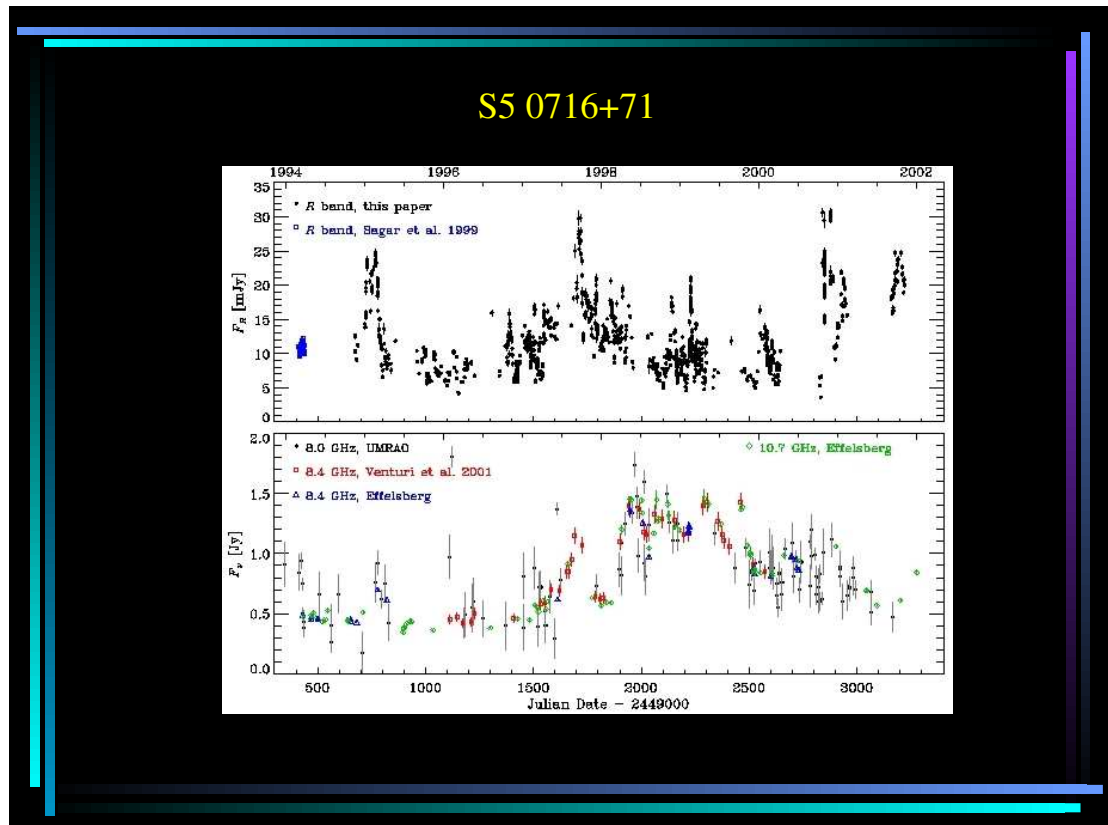 S5 0716+71
1994 1996 1998 2000 2002
35
30
25
20
15
10
5
0
F_R [mJy]
R band, this paper
R band, Sagar et al. 1999
2.0
1.5
1.0
0.5
0.0
F_ν [Jy]
8.0 GHz, UMRAO
8.4 GHz, Venturi et al. 2001
8.4 GHz, Effelsberg
10.7 GHz, Effelsberg
500 1000 1500 2000 2500 3000
Julian Date - 2449000